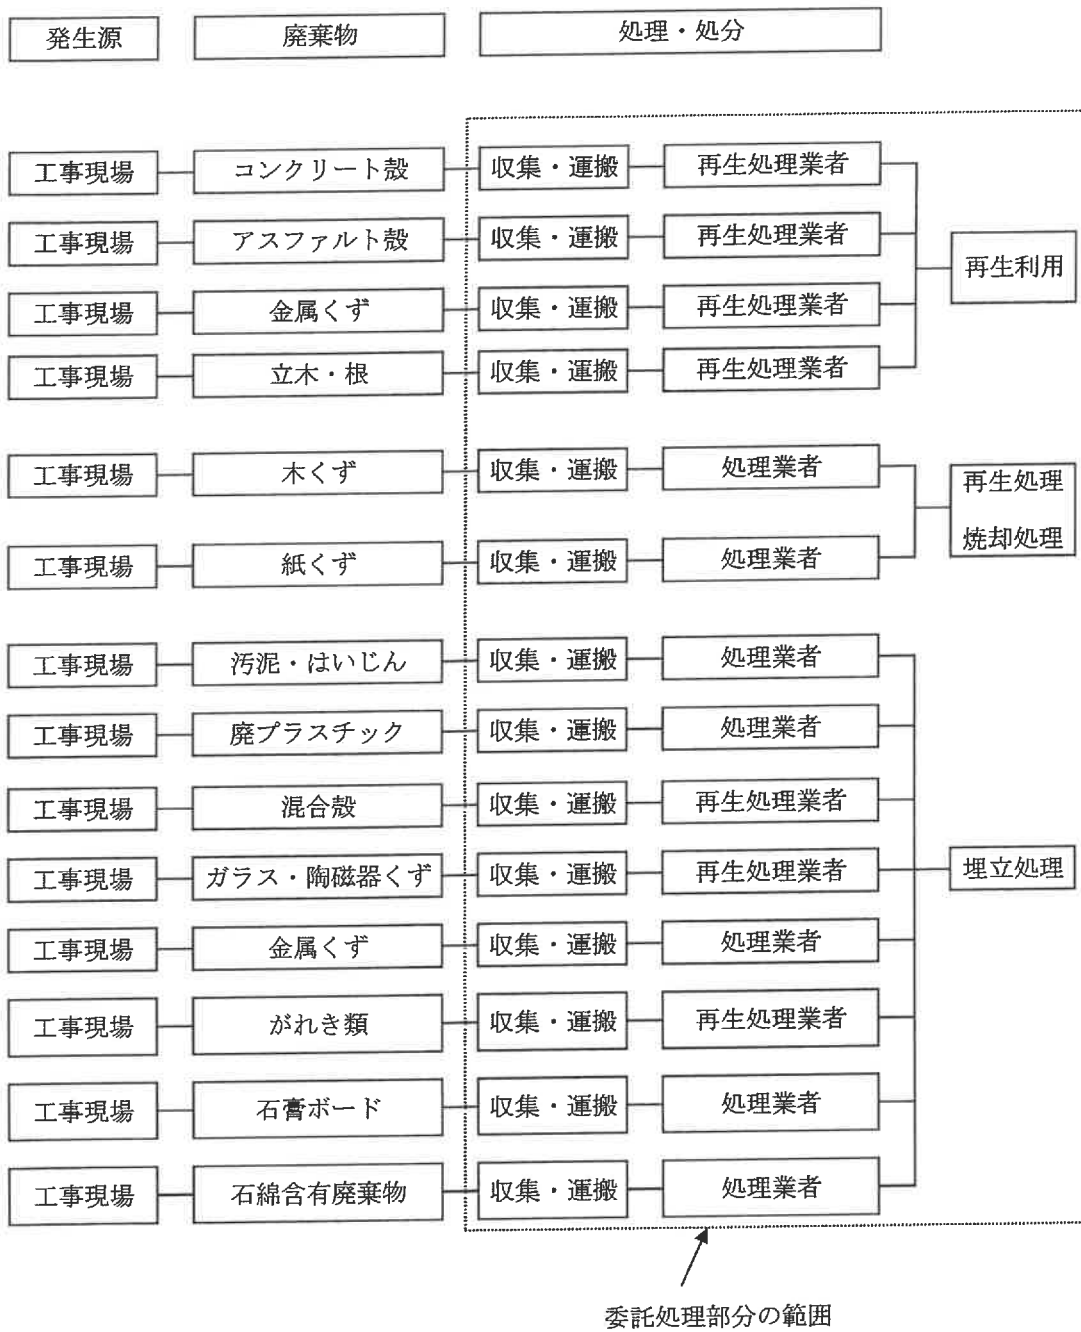 発生源 廃棄物 処理・処分
工事現場 コンクリート殻 収集・運搬 再生処理業者
工事現場 アスファルト殻 収集・運搬 再生処理業者
再生利用
工事現場 金属くず 収集・運搬 再生処理業者
工事現場 立木・根 収集・運搬 再生処理業者
工事現場 木くず 収集・運搬 処理業者
再生処理
焼却処理
工事現場 紙くず 収集・運搬 処理業者
工事現場 汚泥・はいじん 収集・運搬 処理業者
工事現場 廃プラスチック 収集・運搬 処理業者
工事現場 混合殻 収集・運搬 再生処理業者
工事現場 ガラス・陶磁器くず 収集・運搬 再生処理業者 埋立処理
工事現場 金属くず 収集・運搬 処理業者
工事現場 がれき類 収集・運搬 再生処理業者
工事現場 石膏ボード 収集・運搬 処理業者
工事現場 石綿含有廃棄物 収集・運搬 処理業者
委託処理部分の範囲